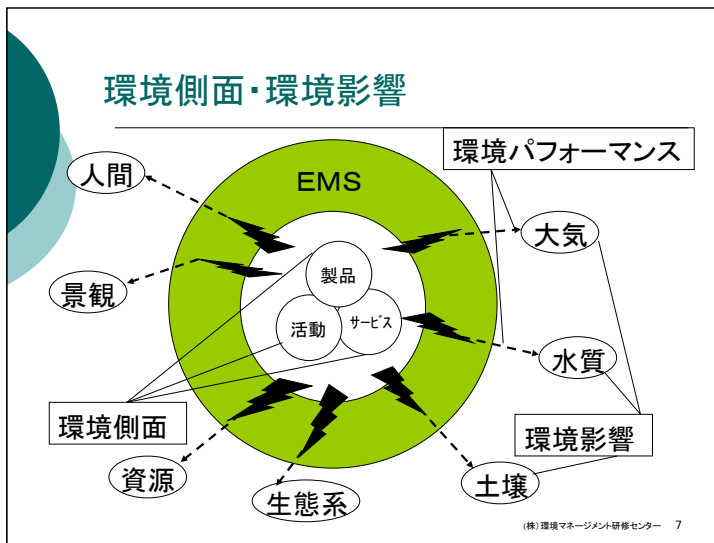 環境側面・環境影響
環境パフォーマンス
人間
EMS
大気
製品
景観
活動
サービス
水質
環境側面
環境影響
資源
生態系
土壌
(株)環境マネージメント研修センター 7